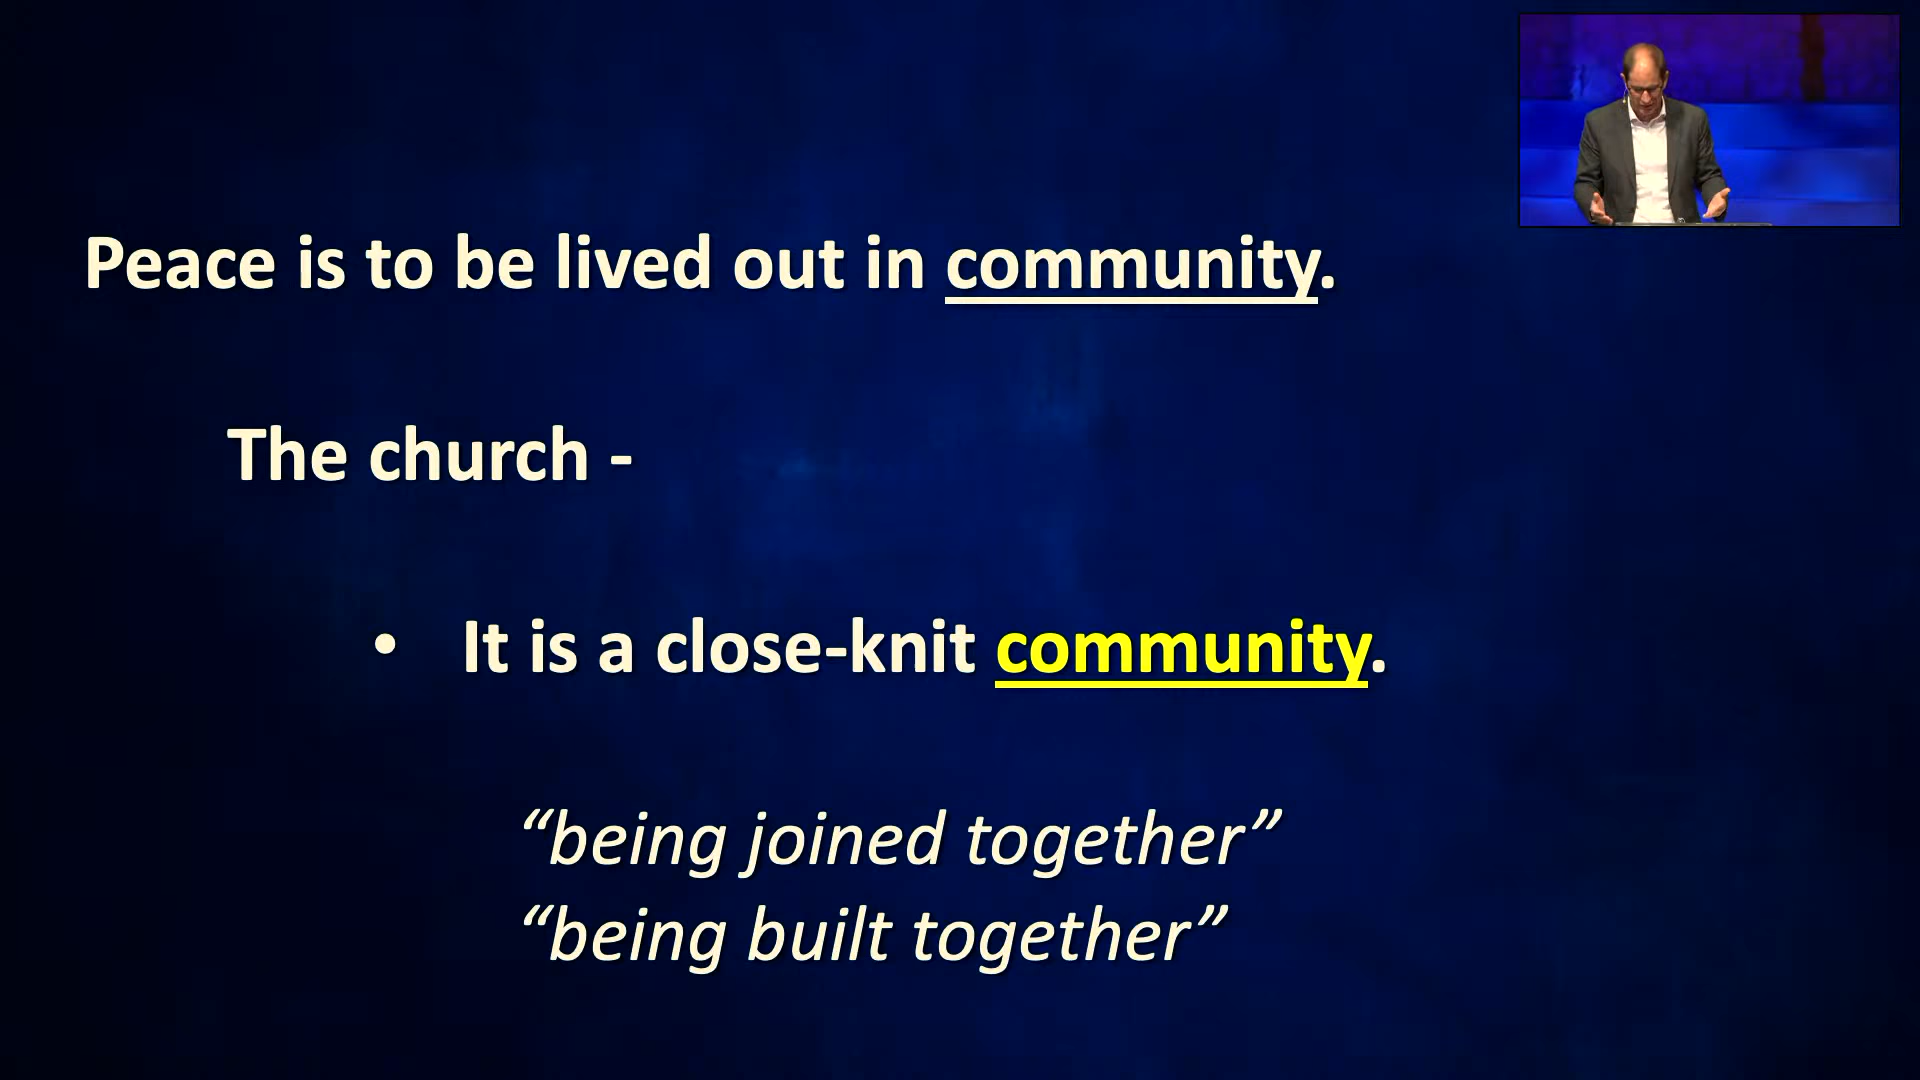 Peace is to be lived out in community.
The church -
• It is a close-knit community.
“being joined together”
“being built together”